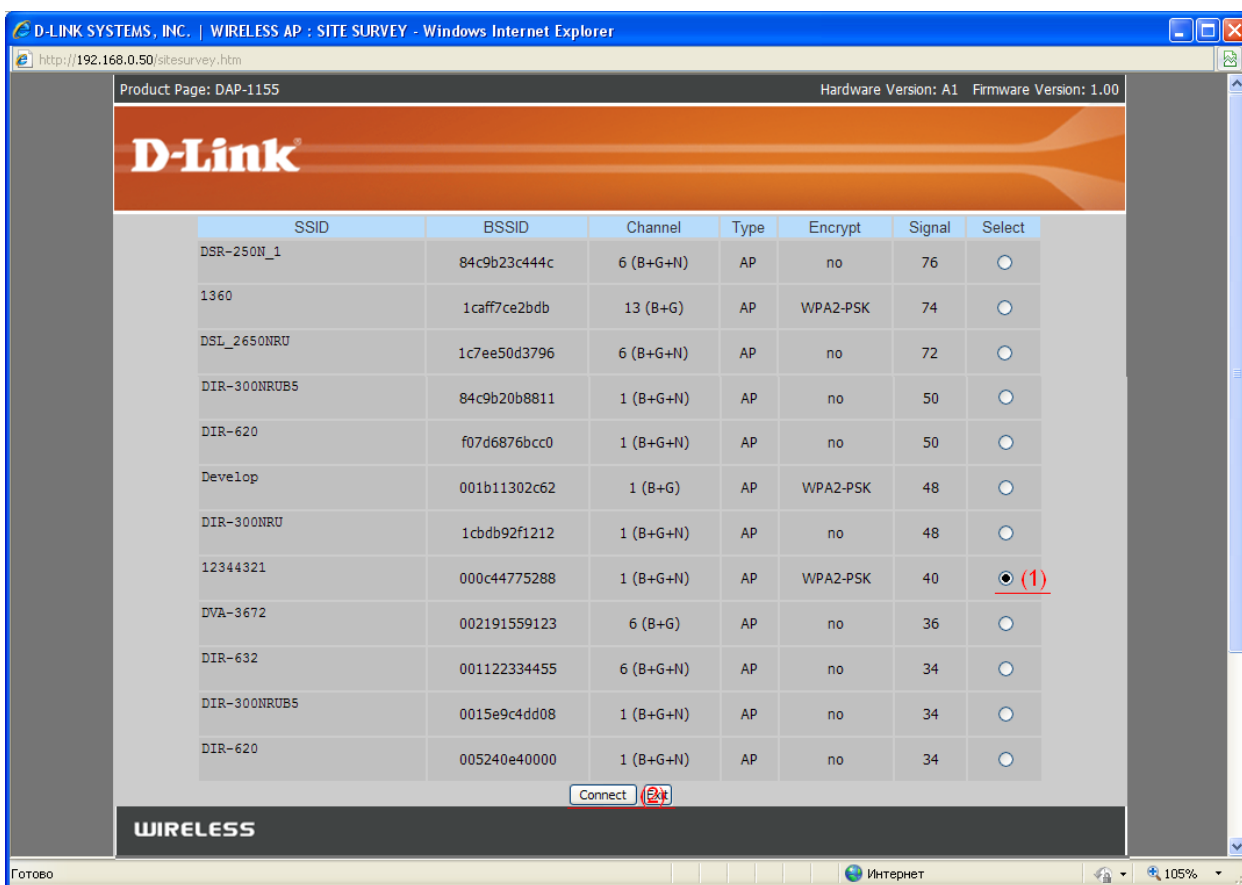 D-LINK SYSTEMS, INC. | WIRELESS AP : SITE SURVEY - Windows Internet Explorer
http://192.168.0.50/sitesurvey.htm
Product Page: DAP-1155 Hardware Version: A1 Firmware Version: 1.00
D-Link
SSID BSSID Channel Type Encrypt Signal Select
DSR-250N_1 84c9b23c444c 6 (B+G+N) AP no 76
1360 1caff7ce2bdb 13 (B+G) AP WPA2-PSK 74
DSL_2650NRU 1c7ee50d3796 6 (B+G+N) AP no 72
DIR-300NRUB5 84c9b20b8811 1 (B+G+N) AP no 50
DIR-620 f07d6876bcc0 1 (B+G+N) AP no 50
Develop 001b11302c62 1 (B+G) AP WPA2-PSK 48
DIR-300NRU 1cbdb92f1212 1 (B+G+N) AP no 48
12344321 000c44775288 1 (B+G+N) AP WPA2-PSK 40 (1)
DVA-3672 002191559123 6 (B+G) AP no 36
DIR-632 001122334455 6 (B+G+N) AP no 34
DIR-300NRUB5 0015e9c4dd08 1 (B+G+N) AP no 34
DIR-620 005240e40000 1 (B+G+N) AP no 34
Connect (2) Exit
WIRELESS
Готово Интернет 105%